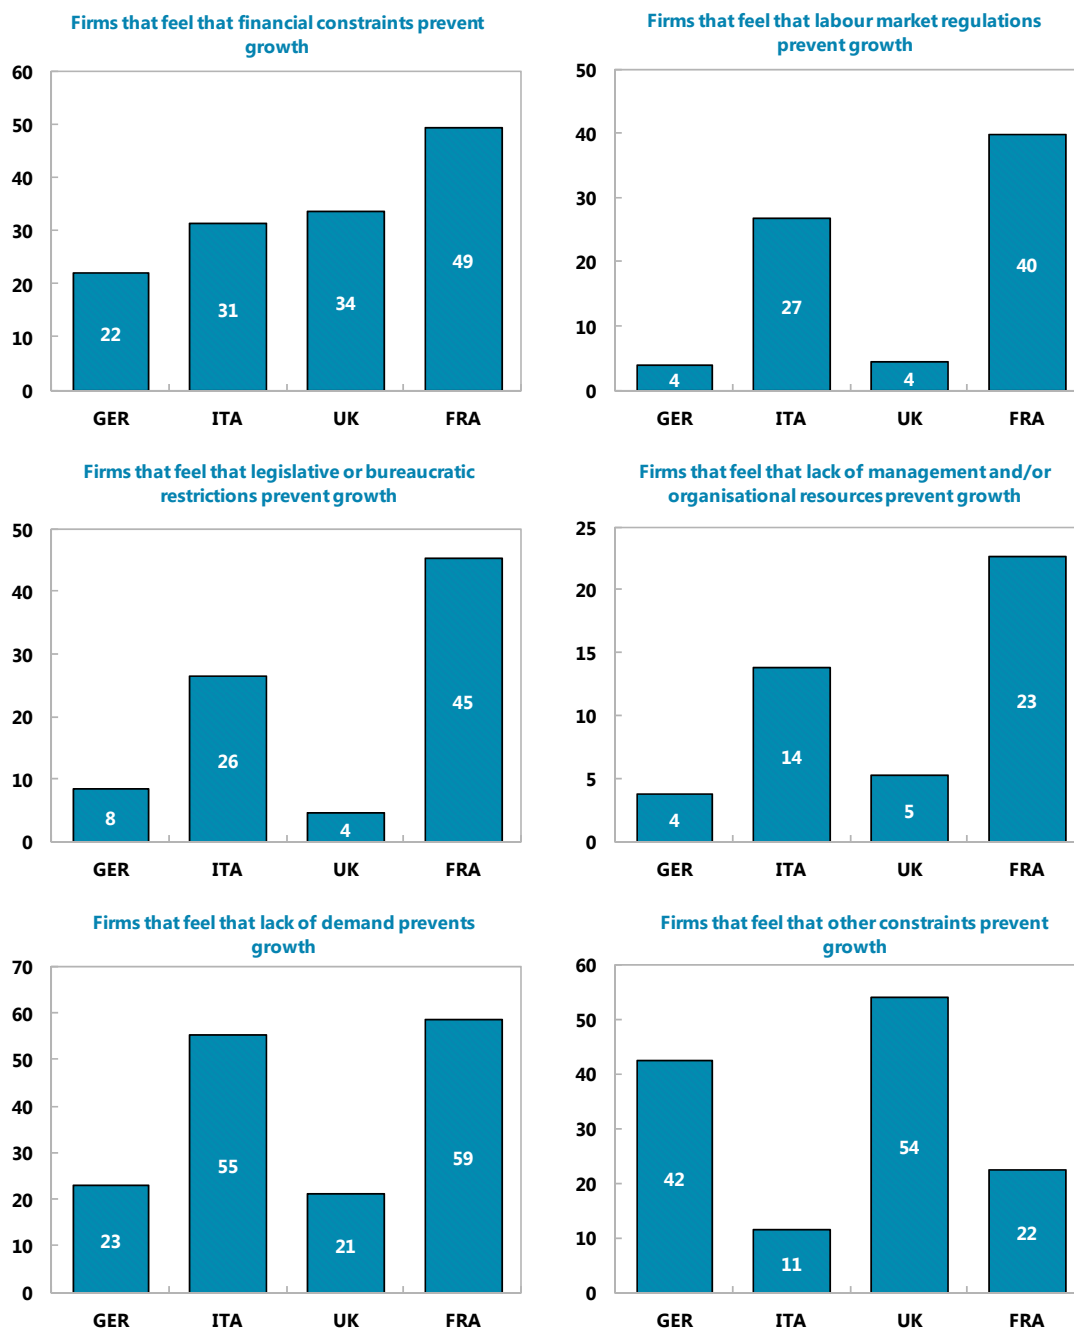 Firms that feel that financial constraints prevent
growth
60
50
40
30
20
10
0
22
31
34
49
GER
ITA
UK
FRA
Firms that feel that labour market regulations
prevent growth
50
40
30
20
10
0
4
27
4
40
GER
ITA
UK
FRA
Firms that feel that legislative or bureaucratic
restrictions prevent growth
50
40
30
20
10
0
8
26
4
45
GER
ITA
UK
FRA
Firms that feel that lack of management and/or
organisational resources prevent growth
25
20
15
10
5
0
4
14
5
23
GER
ITA
UK
FRA
Firms that feel that lack of demand prevents
growth
70
60
50
40
30
20
10
0
23
55
21
59
GER
ITA
UK
FRA
Firms that feel that other constraints prevent
growth
60
50
40
30
20
10
0
42
11
54
22
GER
ITA
UK
FRA